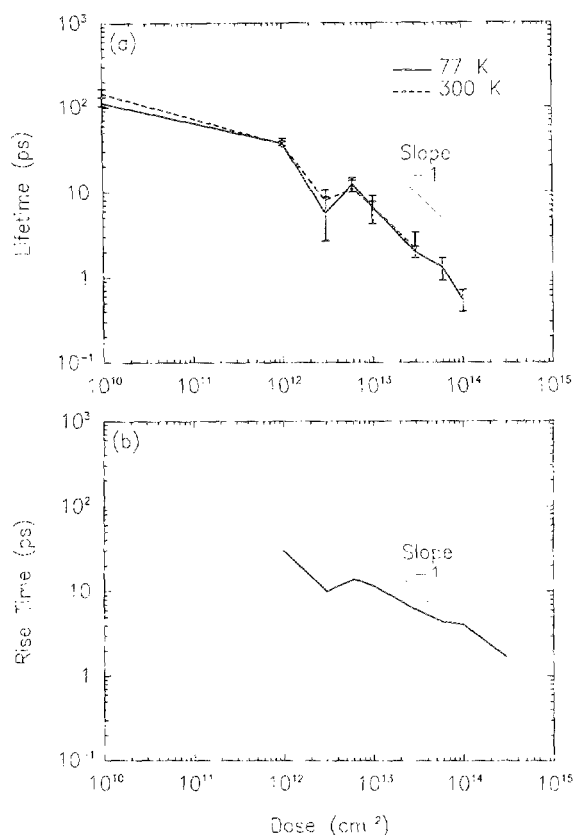 (a)
77 K
300 K
Slope
-1
Lifetime (ps)
10³
10²
10
1
10⁻¹
10¹⁰
10¹¹
10¹²
10¹³
10¹⁴
10¹⁵
(b)
Slope
-1
Rise Time (ps)
10³
10²
10
1
10⁻¹
10¹⁰
10¹¹
10¹²
10¹³
10¹⁴
10¹⁵
Dose (cm⁻²)